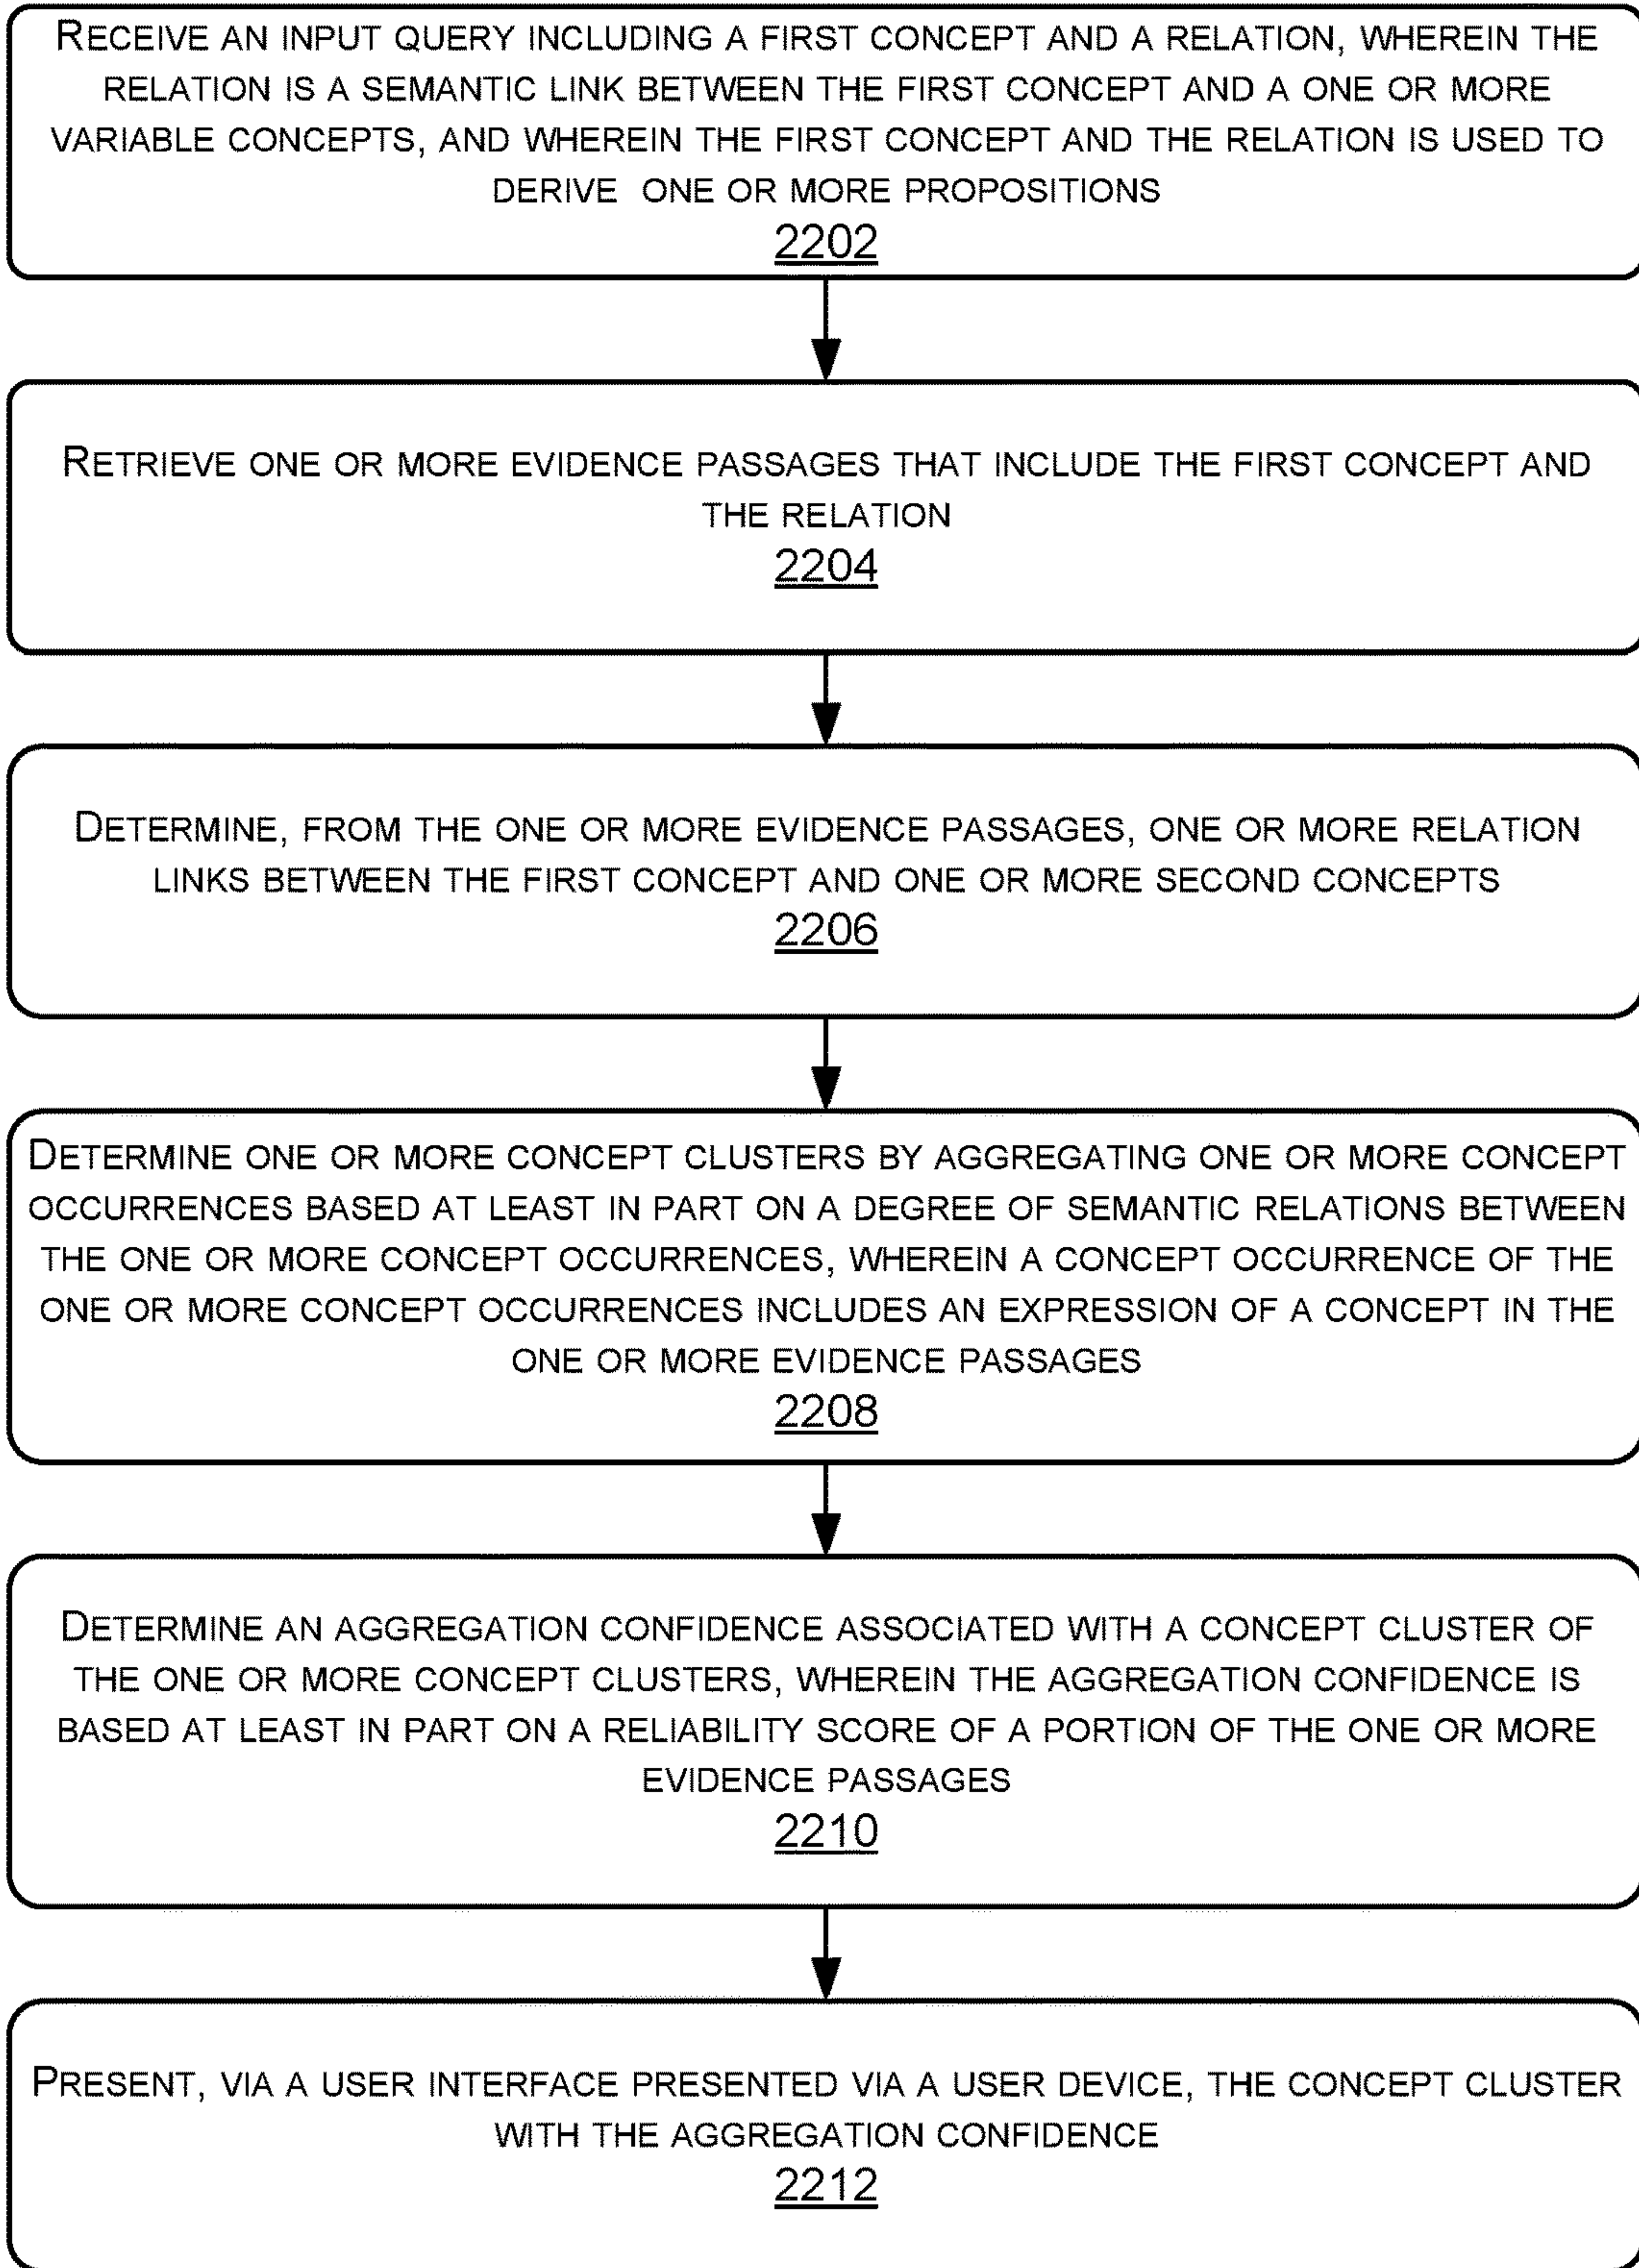 RECEIVE AN INPUT QUERY INCLUDING A FIRST CONCEPT AND A RELATION, WHEREIN THE
RELATION IS A SEMANTIC LINK BETWEEN THE FIRST CONCEPT AND A ONE OR MORE
VARIABLE CONCEPTS, AND WHEREIN THE FIRST CONCEPT AND THE RELATION IS USED TO
DERIVE ONE OR MORE PROPOSITIONS
2202
RETRIEVE ONE OR MORE EVIDENCE PASSAGES THAT INCLUDE THE FIRST CONCEPT AND
THE RELATION
2204
DETERMINE, FROM THE ONE OR MORE EVIDENCE PASSAGES, ONE OR MORE RELATION
LINKS BETWEEN THE FIRST CONCEPT AND ONE OR MORE SECOND CONCEPTS
2206
DETERMINE ONE OR MORE CONCEPT CLUSTERS BY AGGREGATING ONE OR MORE CONCEPT
OCCURRENCES BASED AT LEAST IN PART ON A DEGREE OF SEMANTIC RELATIONS BETWEEN
THE ONE OR MORE CONCEPT OCCURRENCES, WHEREIN A CONCEPT OCCURRENCE OF THE
ONE OR MORE CONCEPT OCCURRENCES INCLUDES AN EXPRESSION OF A CONCEPT IN THE
ONE OR MORE EVIDENCE PASSAGES
2208
DETERMINE AN AGGREGATION CONFIDENCE ASSOCIATED WITH A CONCEPT CLUSTER OF
THE ONE OR MORE CONCEPT CLUSTERS, WHEREIN THE AGGREGATION CONFIDENCE IS
BASED AT LEAST IN PART ON A RELIABILITY SCORE OF A PORTION OF THE ONE OR MORE
EVIDENCE PASSAGES
2210
PRESENT, VIA A USER INTERFACE PRESENTED VIA A USER DEVICE, THE CONCEPT CLUSTER
WITH THE AGGREGATION CONFIDENCE
2212